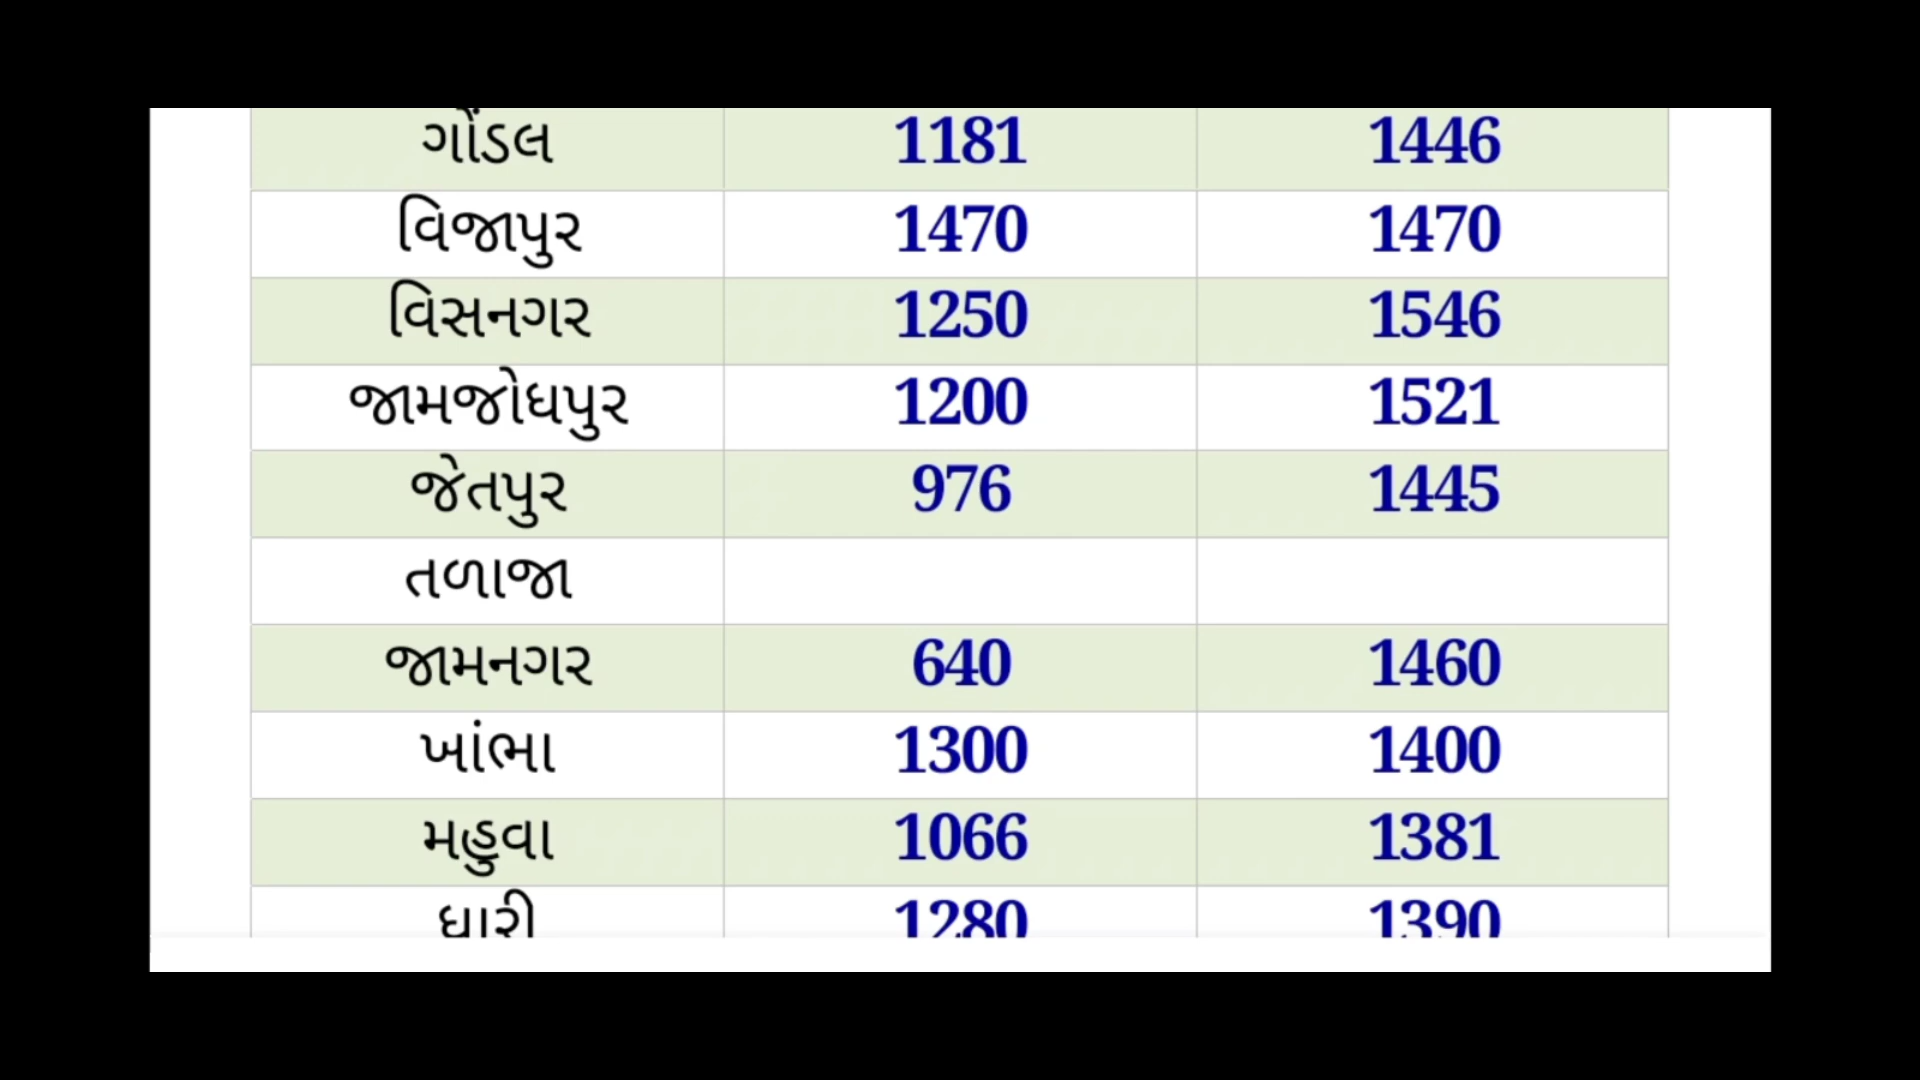 ગોંડલ 1181 1446
વિજાપુર 1470 1470
વિસનગર 1250 1546
જામજોધપુર 1200 1521
જેતપુર 976 1445
તળાજા
જામનગર 640 1460
ખાંભા 1300 1400
મહુવા 1066 1381
ધારી 1280 1390